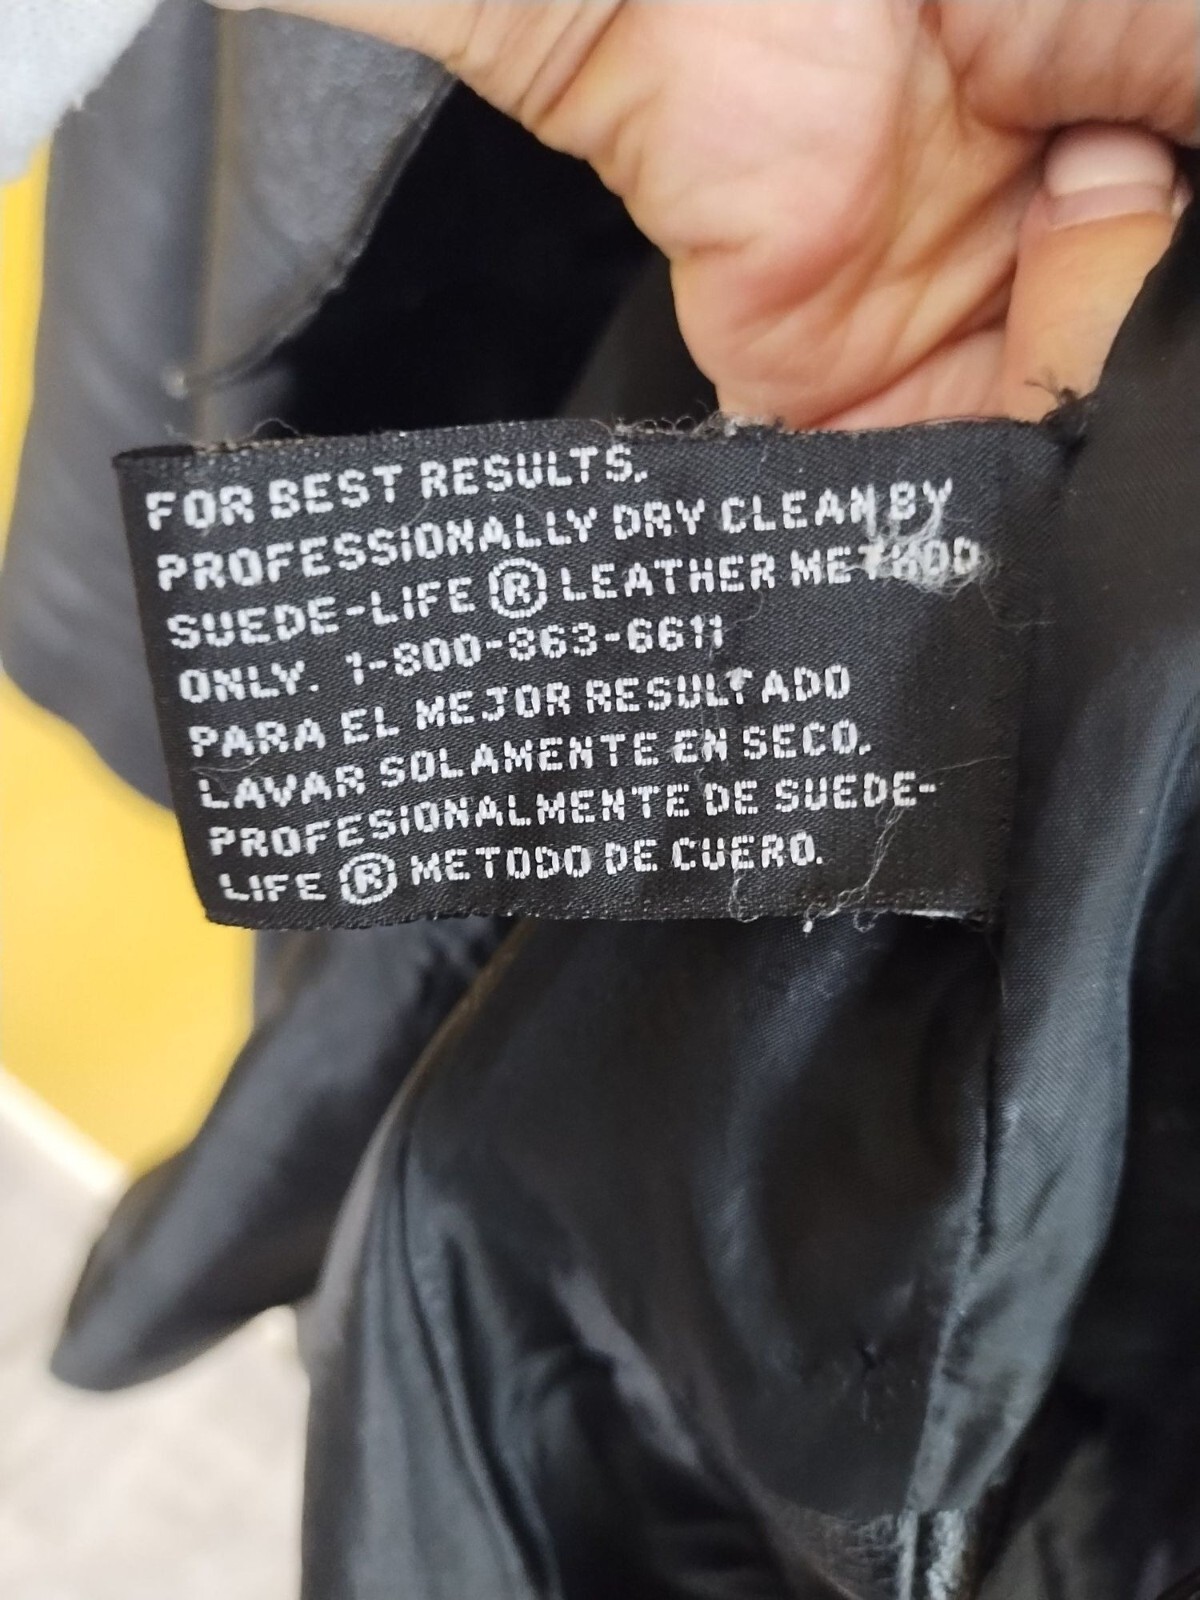 FOR BEST RESULTS,
PROFESSIONALLY DRY CLEAN BY
SUEDE-LIFE ® LEATHER METHOD
ONLY. 1-800-863-6611
PARA EL MEJOR RESULTADO
LAVAR SOLAMENTE EN SECO.
PROFESIONALMENTE DE SUEDE-
LIFE ® METODO DE CUERO.